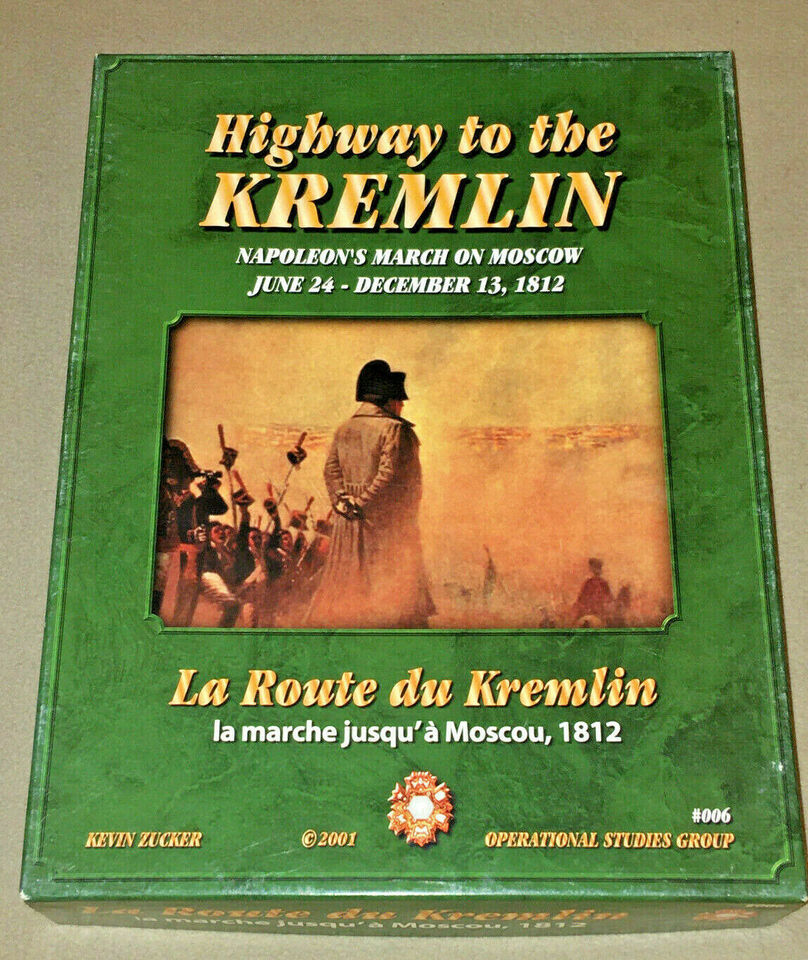 Highway to the
KREMLIN
NAPOLEON'S MARCH ON MOSCOW
JUNE 24 - DECEMBER 13, 1812
La Route du Kremlin
la marche jusqu'à Moscou, 1812
#006
KEVIN ZUCKER ©2001 OPERATIONAL STUDIES GROUP
La Route du Kremlin
la marche jusqu'à Moscou, 1812